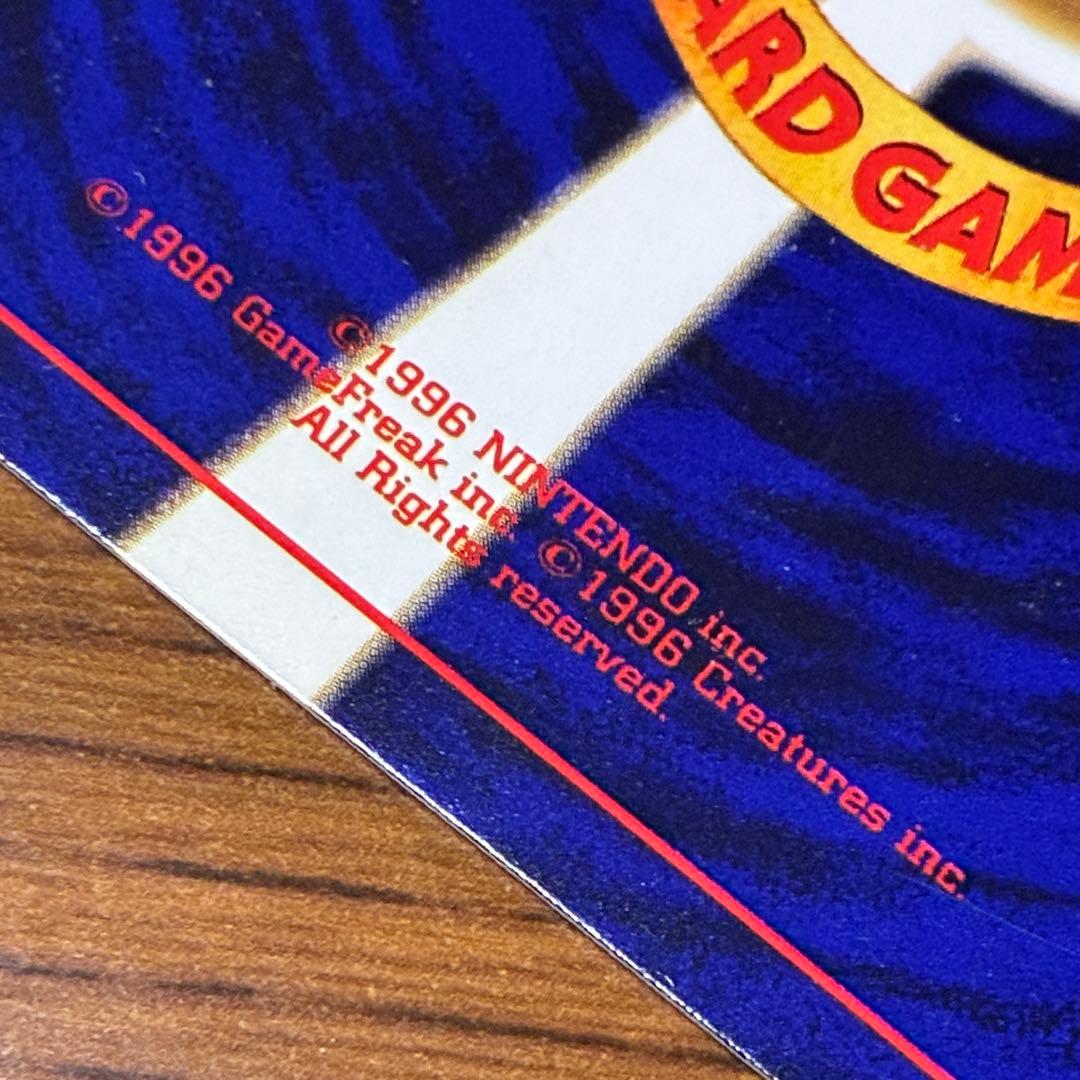 ARD GAM
© 1996 NINTENDO inc.
© 1996 GameFreak inc. © 1996 Creatures inc.
All Rights reserved.